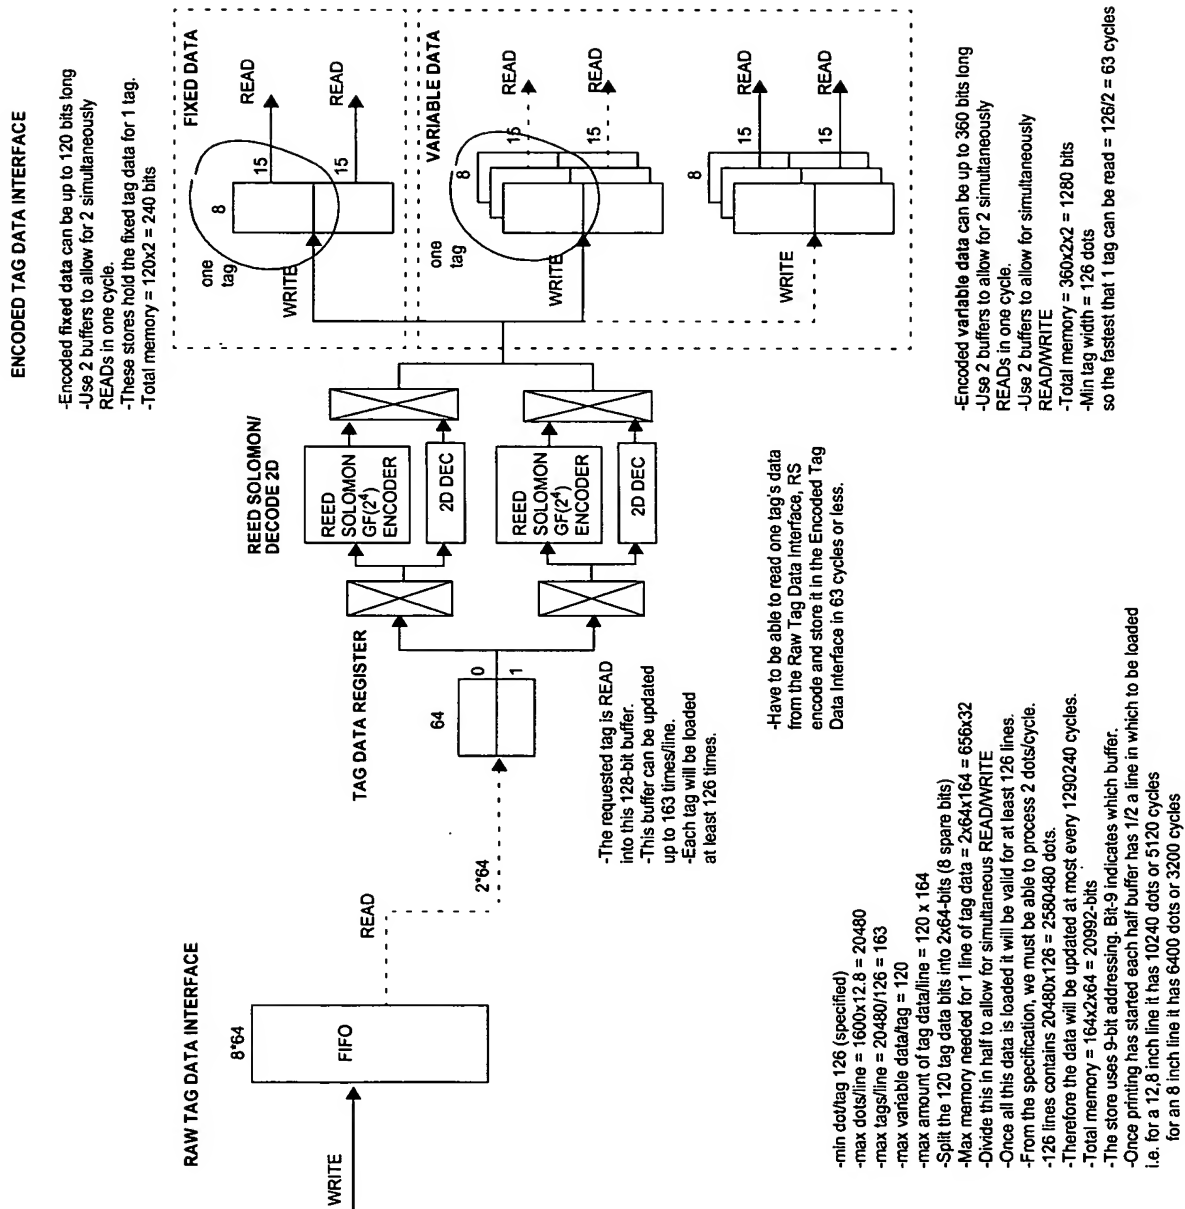 RAW TAG DATA INTERFACE
8*64
FIFO
WRITE
READ
2*64
-min dot/tag 126 (specified)
-max dots/line = 1600x12.8 = 20480
-max tags/line = 20480/126 = 163
-max variable data/tag = 120
-max amount of tag data/line = 120 x 164
-Split the 120 tag data bits into 2x64-bits (8 spare bits)
-Max memory needed for 1 line of tag data = 2x64x164 = 656x32
-Divide this in half to allow for simultaneous READ/WRITE
-Once all this data is loaded it will be valid for at least 126 lines.
-From the specification, we must be able to process 2 dots/cycle.
-126 lines contains 20480x126 = 2580480 dots.
-Therefore the data will be updated at most every 1290240 cycles.
-Total memory = 164x2x64 = 20992-bits
-The store uses 9-bit addressing. Bit-9 indicates which buffer.
-Once printing has started each half buffer has 1/2 a line in which to be loaded
i.e. for a 12,8 inch line it has 10240 dots or 5120 cycles
for an 8 inch line it has 6400 dots or 3200 cycles
TAG DATA REGISTER
64
0
1
-The requested tag is READ
into this 128-bit buffer.
-This buffer can be updated
up to 163 times/line.
-Each tag will be loaded
at least 126 times.
REED SOLOMON/
DECODE 2D
REED
SOLOMON
GF(2⁴)
ENCODER
2D DEC
REED
SOLOMON
GF(2⁴)
ENCODER
2D DEC
-Have to be able to read one tag's data
from the Raw Tag Data Interface, RS
encode and store it in the Encoded Tag
Data Interface in 63 cycles or less.
ENCODED TAG DATA INTERFACE
-Encoded fixed data can be up to 120 bits long
-Use 2 buffers to allow for 2 simultaneously
READs in one cycle.
-These stores hold the fixed tag data for 1 tag.
-Total memory = 120x2 = 240 bits
FIXED DATA
one
tag
8
15
READ
15
READ
WRITE
VARIABLE DATA
one
tag
8
15
READ
15
READ
WRITE
8
15
READ
15
READ
WRITE
-Encoded variable data can be up to 360 bits long
-Use 2 buffers to allow for 2 simultaneously
READs in one cycle.
-Use 2 buffers to allow for simultaneously
READ/WRITE
-Total memory = 360x2x2 = 1280 bits
-Min tag width = 126 dots
so the fastest that 1 tag can be read = 126/2 = 63 cycles